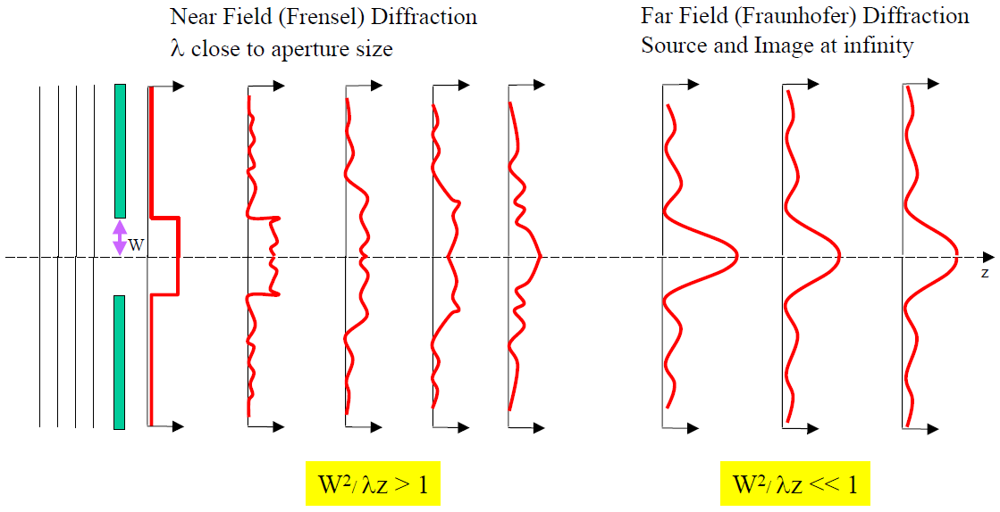 Near Field (Frensel) Diffraction
λ close to aperture size
Far Field (Fraunhofer) Diffraction
Source and Image at infinity
W
z
W²/ λz > 1
W²/ λz << 1